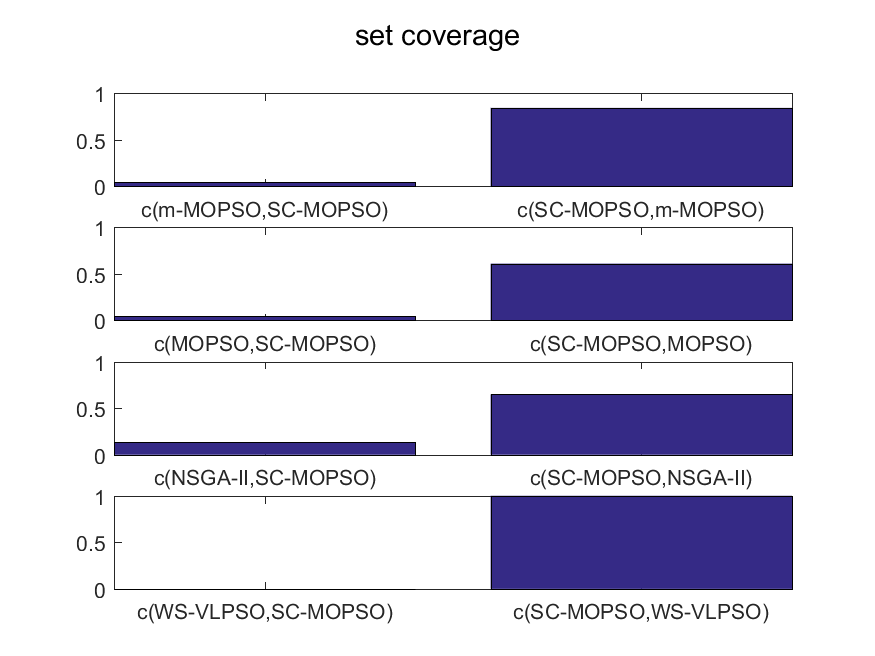 set coverage
1
0.5
0
c(m-MOPSO,SC-MOPSO) c(SC-MOPSO,m-MOPSO)
1
0.5
0
c(MOPSO,SC-MOPSO) c(SC-MOPSO,MOPSO)
1
0.5
0
c(NSGA-II,SC-MOPSO) c(SC-MOPSO,NSGA-II)
1
0.5
0
c(WS-VLPSO,SC-MOPSO) c(SC-MOPSO,WS-VLPSO)